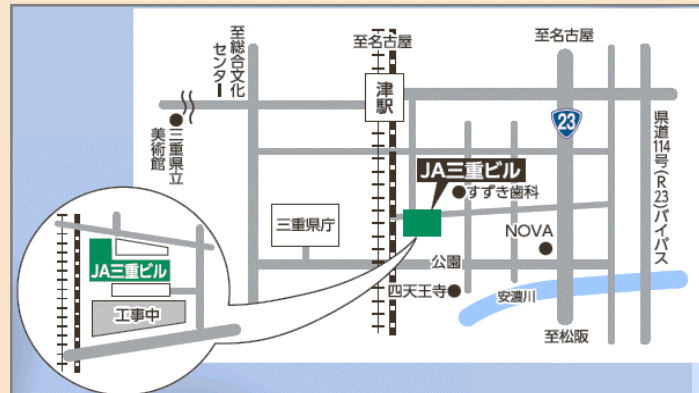 至総合文化
センター
至名古屋
至名古屋
津駅
23
三重県立
美術館
県道114号(R23)バイパス
JA三重ビル
すずき歯科
三重県庁
NOVA
公園
四天王寺
安濃川
至松阪
JA三重ビル
工事中